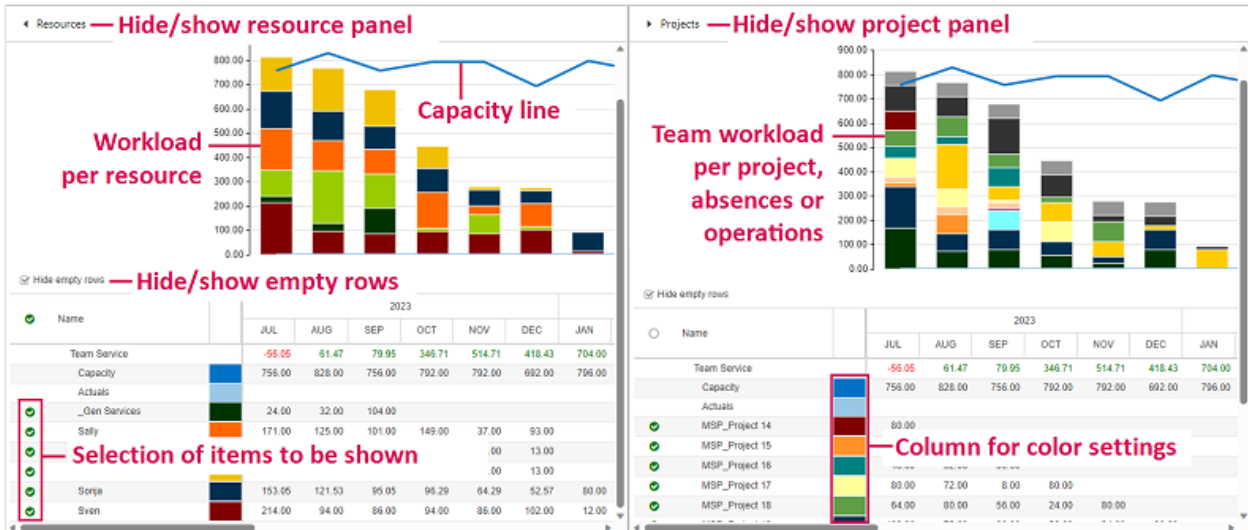 Resources
Hide/show resource panel
800.00
700.00
600.00
500.00
400.00
300.00
200.00
100.00
0.00
Capacity line
Workload
per resource
Hide empty rows
Hide/show empty rows
Name
2023
JUL AUG SEP OCT NOV DEC JAN
Team Service -56.05 61.47 79.95 346.71 514.71 418.43 704.00
Capacity 756.00 828.00 756.00 792.00 792.00 692.00 796.00
Actuals
_Gen Services 24.00 32.00 104.00
Sally 171.00 125.00 101.00 149.00 37.00 93.00
.00 13.00
Selection of items to be shown
.00 13.00
Sonja 153.05 121.53 95.05 96.29 64.29 52.57 80.00
Sven 214.00 94.00 86.00 94.00 86.00 102.00 12.00
Projects
Hide/show project panel
900.00
800.00
700.00
600.00
500.00
400.00
300.00
200.00
100.00
0.00
Team workload
per project,
absences or
operations
Hide empty rows
Name
2023
JUL AUG SEP OCT NOV DEC JAN
Team Service -56.05 61.47 79.95 346.71 514.71 418.43 704.00
Capacity 756.00 828.00 756.00 792.00 792.00 692.00 796.00
Actuals
MSP_Project 14 80.00
MSP_Project 15
Column for color settings
MSP_Project 16
MSP_Project 17 80.00 72.00 8.00 80.00
MSP_Project 18 64.00 80.00 56.00 24.00 80.00